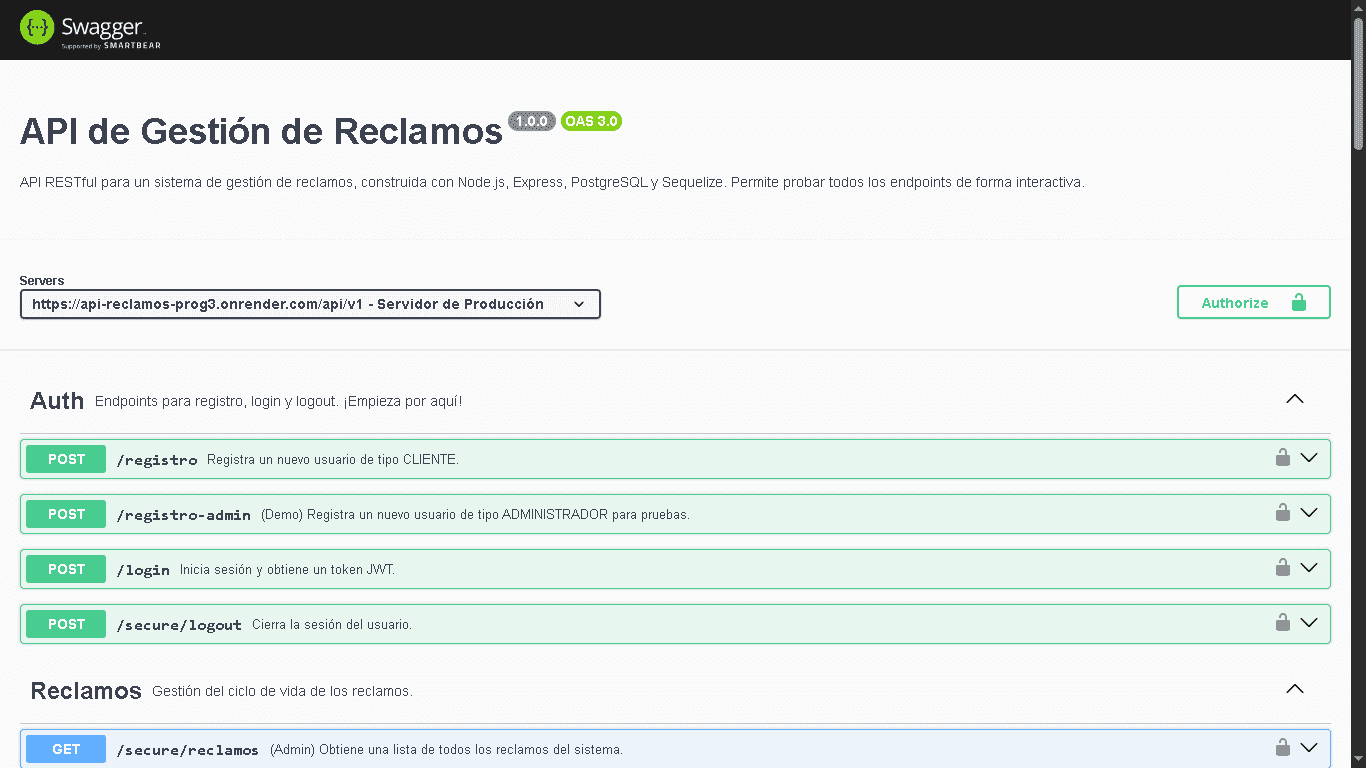 {···} Swagger
Supported by SMARTBEAR
API de Gestión de Reclamos 1.0.0 OAS 3.0
API RESTful para un sistema de gestión de reclamos, construida con Node.js, Express, PostgreSQL y Sequelize. Permite probar todos los endpoints de forma interactiva.
Servers
https://api-reclamos-prog3.onrender.com/api/v1 - Servidor de Producción
Authorize
Auth Endpoints para registro, login y logout. ¡Empieza por aquí!
POST /registro Registra un nuevo usuario de tipo CLIENTE.
POST /registro-admin (Demo) Registra un nuevo usuario de tipo ADMINISTRADOR para pruebas.
POST /login Inicia sesión y obtiene un token JWT.
POST /secure/logout Cierra la sesión del usuario.
Reclamos Gestión del ciclo de vida de los reclamos.
GET /secure/reclamos (Admin) Obtiene una lista de todos los reclamos del sistema.